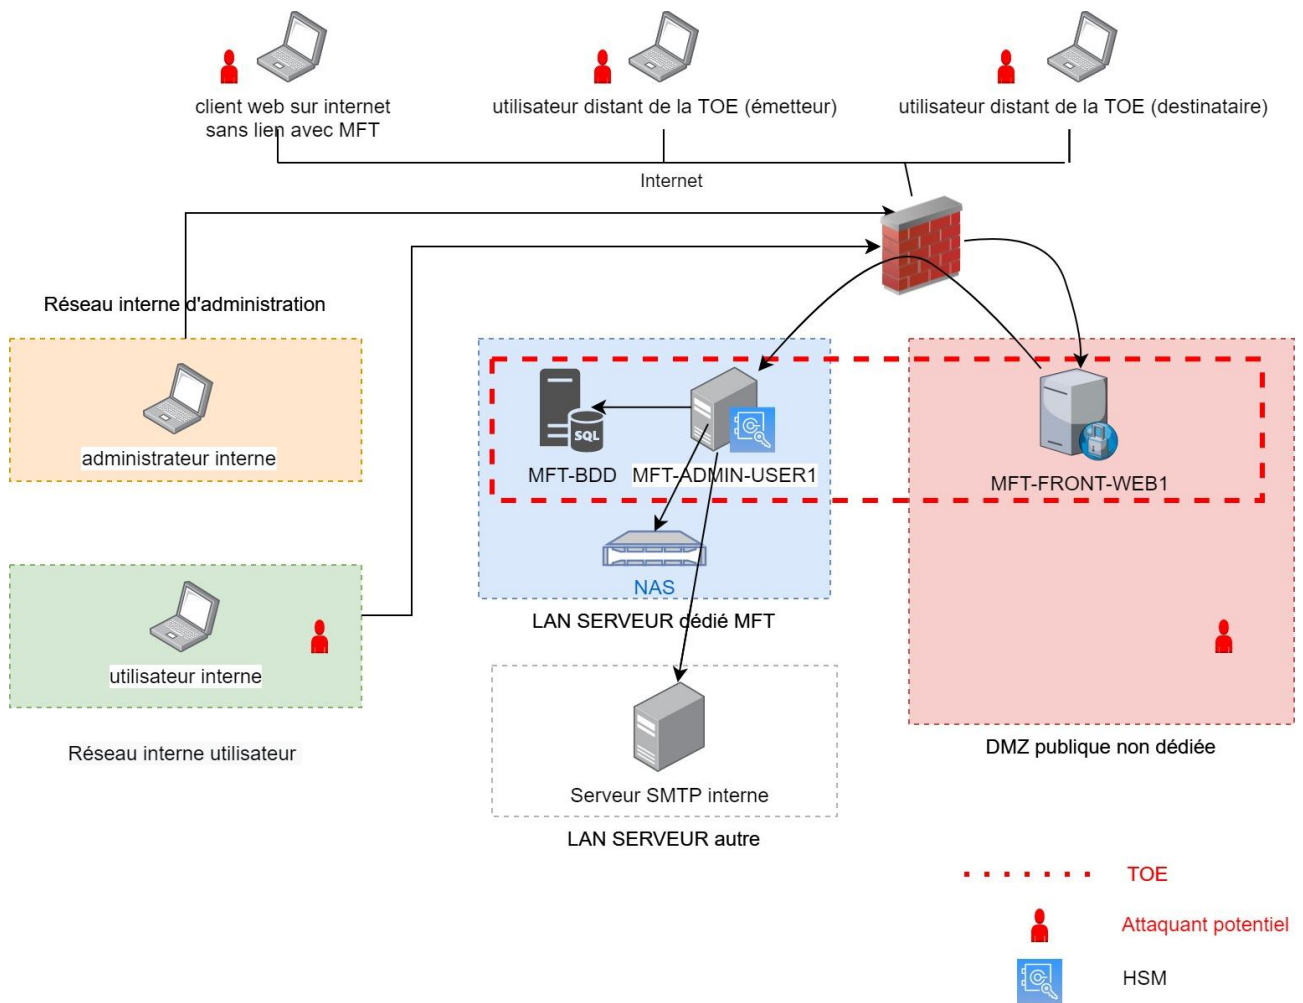 client web sur internet
sans lien avec MFT
utilisateur distant de la TOE (émetteur)
utilisateur distant de la TOE (destinataire)
Internet
Réseau interne d'administration
administrateur interne
SQL
MFT-BDD
MFT-ADMIN-USER1
MFT-FRONT-WEB1
NAS
LAN SERVEUR dédié MFT
utilisateur interne
Réseau interne utilisateur
Serveur SMTP interne
LAN SERVEUR autre
DMZ publique non dédiée
TOE
Attaquant potentiel
HSM